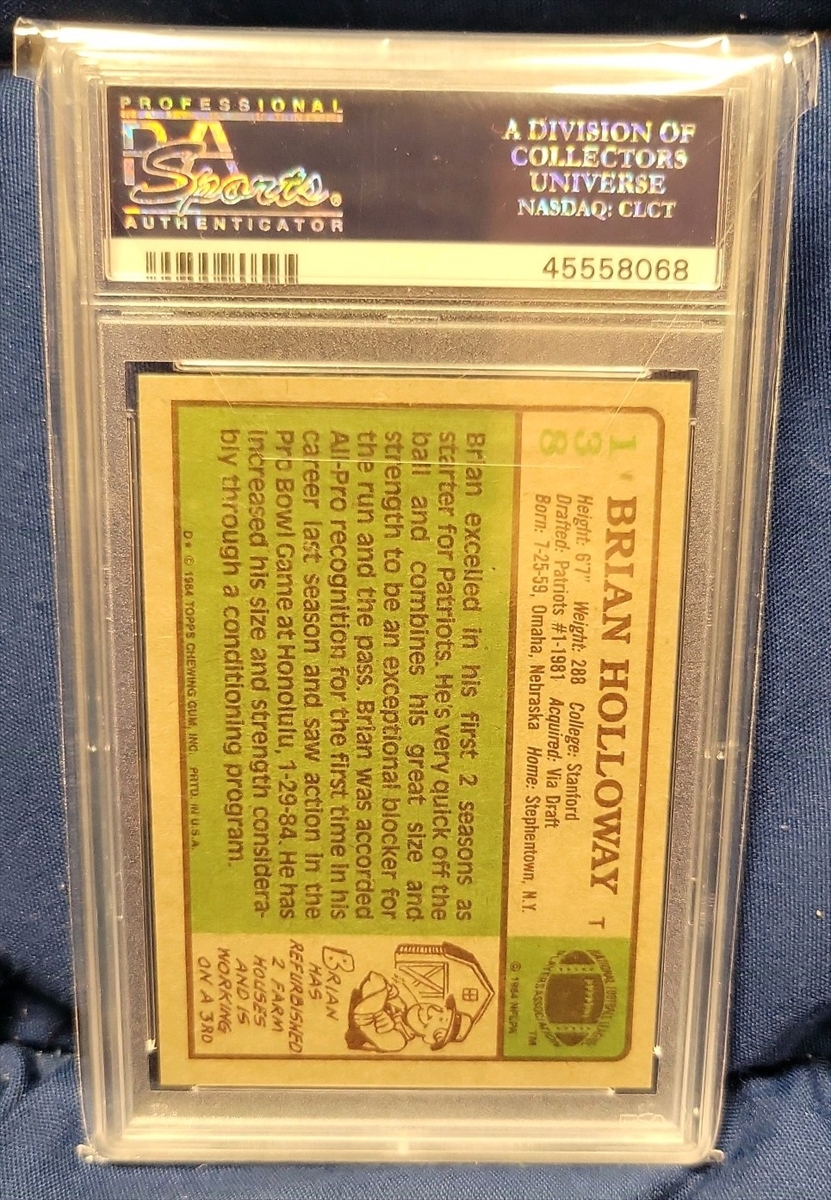 PROFESSIONAL
PSA
Sports®
AUTHENTICATOR
A DIVISION OF
COLLECTORS
UNIVERSE
NASDAQ: CLCT
45558068
138
BRIAN HOLLOWAY T
Height: 6'7" Weight: 288 College: Stanford
Drafted: Patriots #1-1981 Acquired: Via Draft
Born: 7-25-59, Omaha, Nebraska Home: Stephentown, N.Y.
Brian excelled in his first 2 seasons as
starter for Patriots. He's very quick off the
ball and combines his great size and
strength to be an exceptional blocker for
the run and the pass. Brian was accorded
All-Pro recognition for the first time in his
career last season and saw action in the
Pro Bowl Game at Honolulu, 1-29-84. He has
increased his size and strength considera-
bly through a conditioning program.
D* © 1984 TOPPS CHEWING GUM, INC. PRTD. IN U.S.A.
NATIONAL FOOTBALL LEAGUE
PLAYERS ASSOCIATION
TM
© 1984 NFLPA
BRIAN
HAS
REFURBISHED
2 FARM
HOUSES
AND IS
WORKING
ON A 3RD